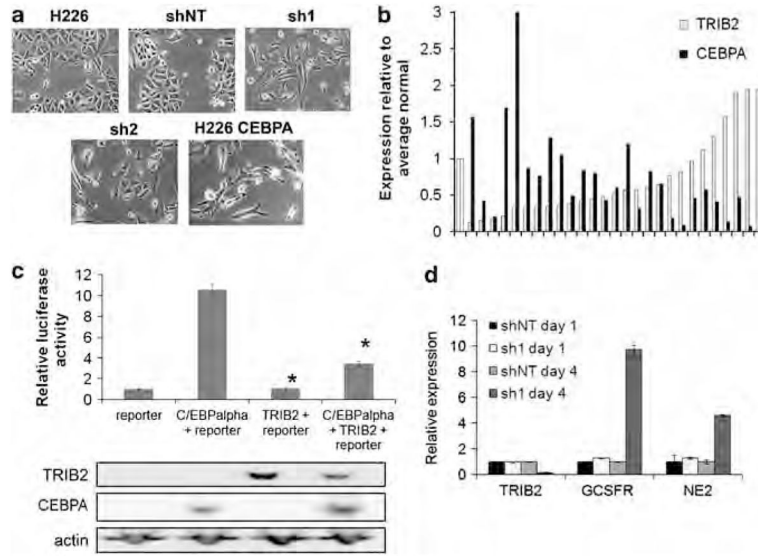 a
H226
shNT
sh1
sh2
H226 CEBPA
b
Expression relative to
average normal
3
2.5
2
1.5
1
0.5
0
TRIB2
CEBPA
c
Relative luciferase
activity
12
10
8
6
4
2
0
*
*
reporter
C/EBPalpha
+ reporter
TRIB2 +
reporter
C/EBPalpha
+ TRIB2 +
reporter
TRIB2
CEBPA
actin
d
Relative expression
12
10
8
6
4
2
0
shNT day 1
sh1 day 1
shNT day 4
sh1 day 4
TRIB2
GCSFR
NE2